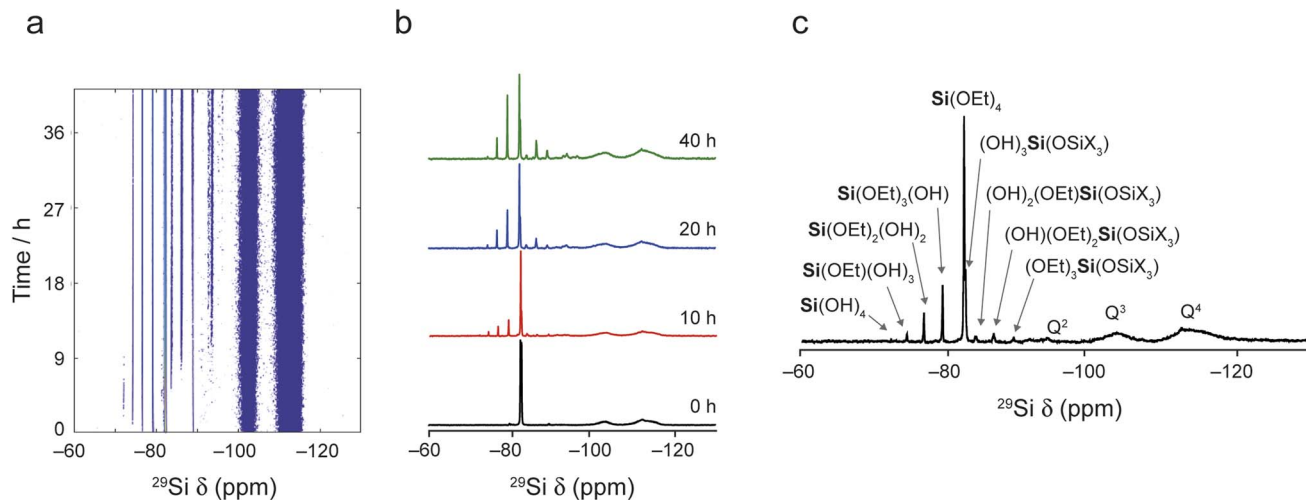 a
36
27
18
9
0
Time / h
–60
–80
–100
–120
²⁹Si δ (ppm)
b
40 h
20 h
10 h
0 h
–60
–80
–100
–120
²⁹Si δ (ppm)
c
Si(OEt)₄
(OH)₃Si(OSiX₃)
Si(OEt)₃(OH)
(OH)₂(OEt)Si(OSiX₃)
Si(OEt)₂(OH)₂
(OH)(OEt)₂Si(OSiX₃)
Si(OEt)(OH)₃
(OEt)₃Si(OSiX₃)
Si(OH)₄
Q²
Q³
Q⁴
–60
–80
–100
–120
²⁹Si δ (ppm)